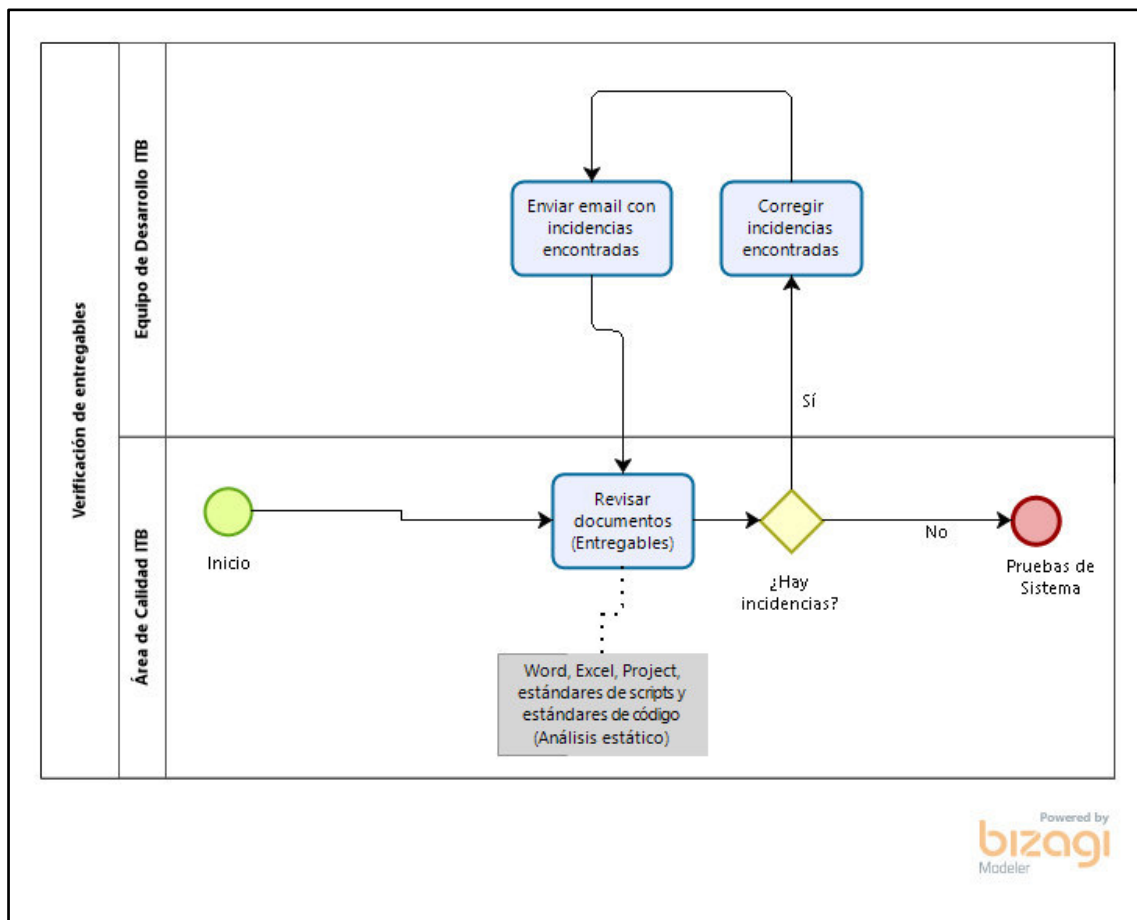 Verificación de entregables
Equipo de Desarrollo ITB
Enviar email con
incidencias
encontradas
Corregir
incidencias
encontradas
Sí
Área de Calidad ITB
Inicio
Revisar
documentos
(Entregables)
¿Hay
incidencias?
No
Pruebas de
Sistema
Word, Excel, Project,
estándares de scripts y
estándares de código
(Análisis estático)
Powered by
bizagi
Modeler